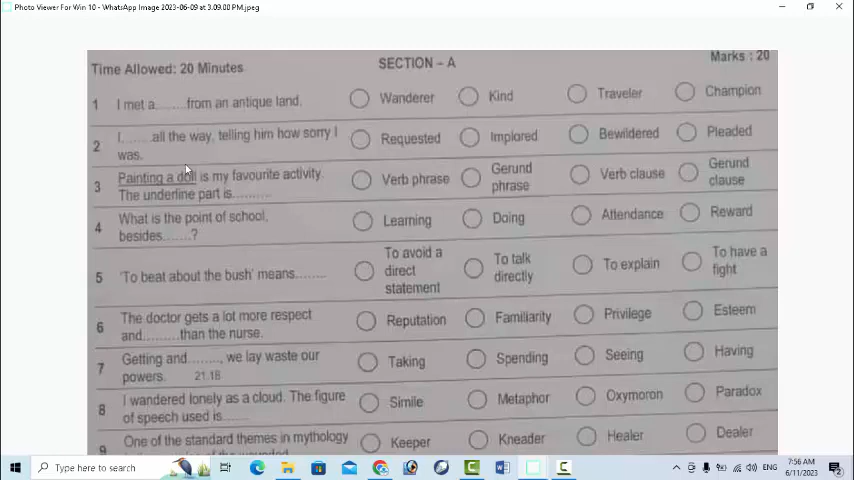 Photo Viewer For Win 10 - WhatsApp Image 2023-06-09 at 3.09.00 PM.jpeg
Time Allowed: 20 Minutes SECTION – A Marks : 20
1 I met a........from an antique land. Wanderer Kind Traveler Champion
2 I.......all the way, telling him how sorry I was. Requested Implored Bewildered Pleaded
3 Painting a doll is my favourite activity. The underline part is.......... Verb phrase Gerund phrase Verb clause Gerund clause
4 What is the point of school, besides.......? Learning Doing Attendance Reward
5 'To beat about the bush' means........ To avoid a direct statement To talk directly To explain To have a fight
6 The doctor gets a lot more respect and.........than the nurse. Reputation Familiarity Privilege Esteem
7 Getting and........, we lay waste our powers. 21.18 Taking Spending Seeing Having
8 I wandered lonely as a cloud. The figure of speech used is....... Simile Metaphor Oxymoron Paradox
9 One of the standard themes in mythology Keeper Kneader Healer Dealer
Type here to search
ENG
7:56 AM
6/11/2023
2